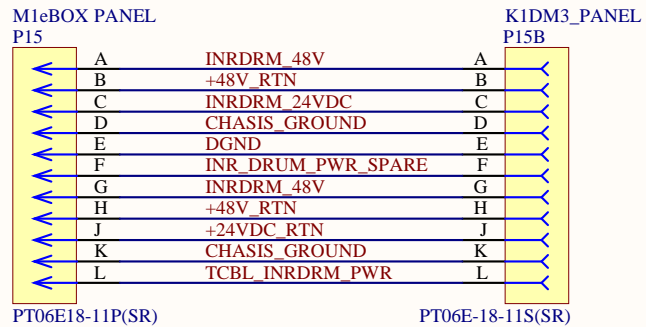 M1eBOX PANEL K1DM3_PANEL
P15 P15B
A INRDRM_48V A
B +48V_RTN B
C INRDRM_24VDC C
D CHASIS_GROUND D
E DGND E
F INR_DRUM_PWR_SPARE F
G INRDRM_48V G
H +48V_RTN H
J +24VDC_RTN J
K CHASIS_GROUND K
L TCBL_INRDRM_PWR L
PT06E18-11P(SR) PT06E-18-11S(SR)